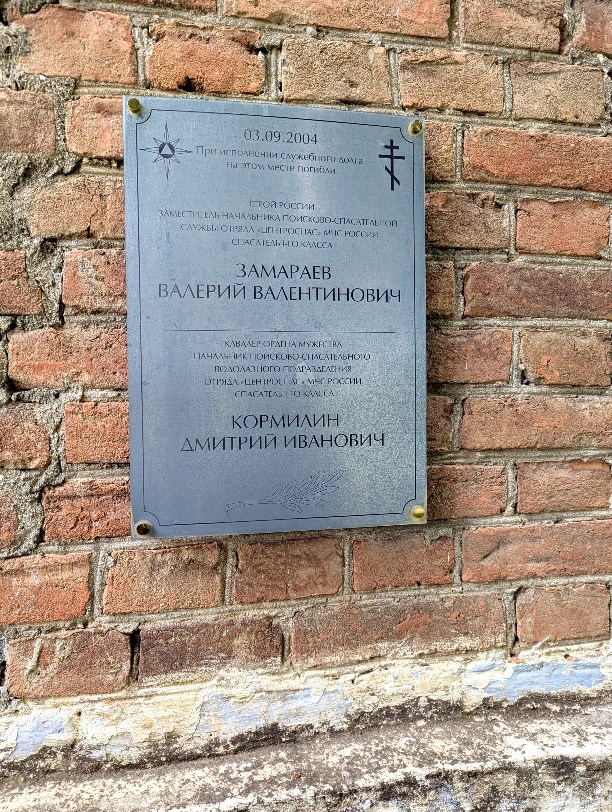 03.09.2004
При исполнении служебного долга
на этом месте погибли
ГЕРОЙ РОССИИ
ЗАМЕСТИТЕЛЬ НАЧАЛЬНИКА ПОИСКОВО-СПАСАТЕЛЬНОЙ
СЛУЖБЫ ОТРЯДА «ЦЕНТРОСПАС» МЧС РОССИИ
СПАСАТЕЛЬ 1-ГО КЛАССА
ЗАМАРАЕВ
ВАЛЕРИЙ ВАЛЕНТИНОВИЧ
КАВАЛЕР ОРДЕНА МУЖЕСТВА
НАЧАЛЬНИК ПОИСКОВО-СПАСАТЕЛЬНОГО
ВОДОЛАЗНОГО ПОДРАЗДЕЛЕНИЯ
ОТРЯДА «ЦЕНТРОСПАС» МЧС РОССИИ
СПАСАТЕЛЬ 1-ГО КЛАССА
КОРМИЛИН
ДМИТРИЙ ИВАНОВИЧ